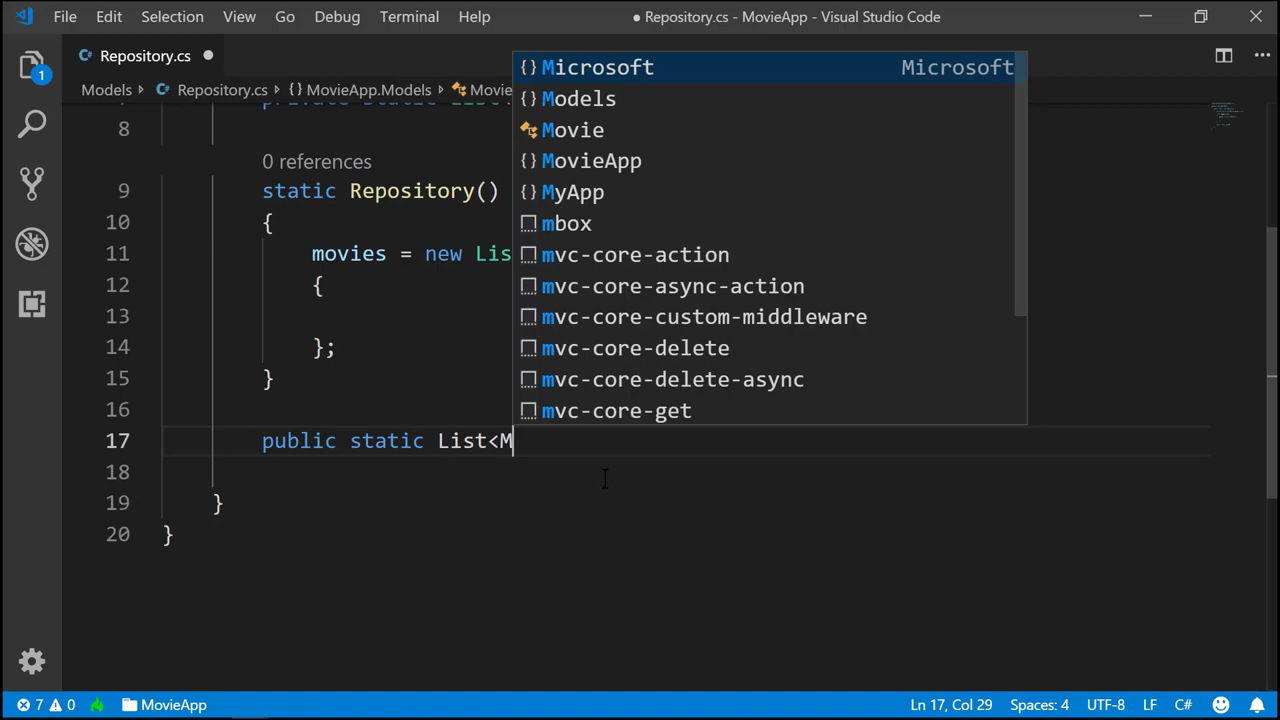 File Edit Selection View Go Debug Terminal Help ● Repository.cs - MovieApp - Visual Studio Code
Repository.cs
1
Models Repository.cs {} MovieApp.Models Movie
8
0 references
9 static Repository()
10 {
11 movies = new Lis
12 {
13
14 };
15 }
16
17 public static List<M
18
19 }
20 }
{} Microsoft Microsoft
{} Models
Movie
{} MovieApp
{} MyApp
mbox
mvc-core-action
mvc-core-async-action
mvc-core-custom-middleware
mvc-core-delete
mvc-core-delete-async
mvc-core-get
7 0 MovieApp Ln 17, Col 29 Spaces: 4 UTF-8 LF C#